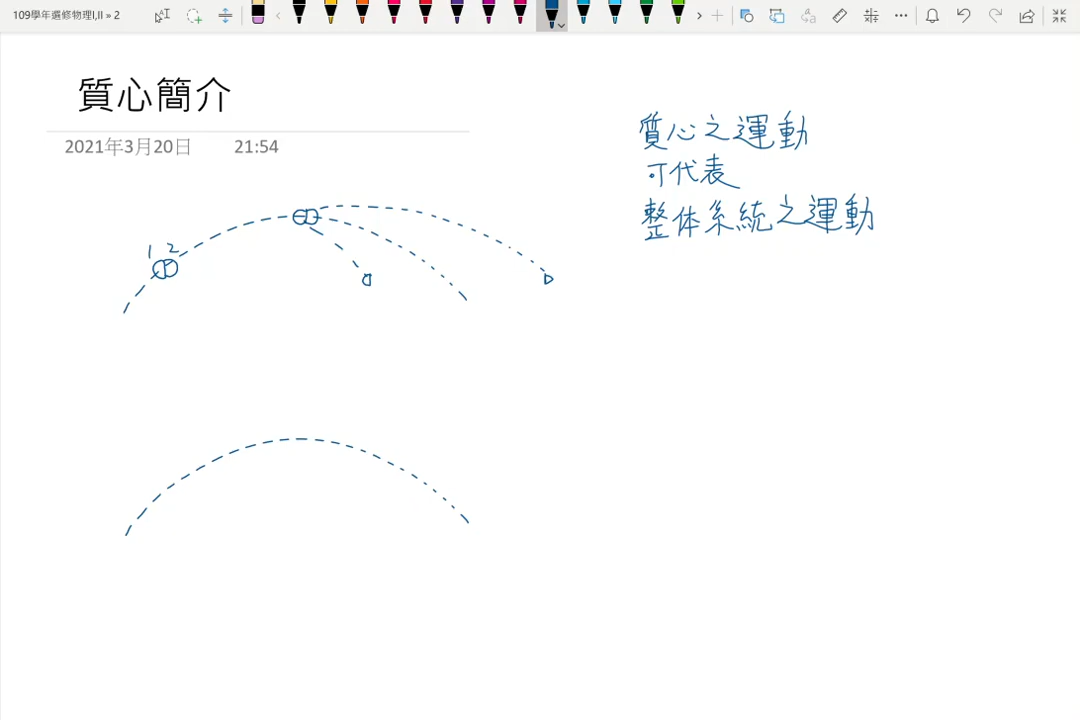 109學年選修物理I,II » 2
質心簡介
2021年3月20日 21:54
質心之運動
可代表
整体系統之運動
1 2